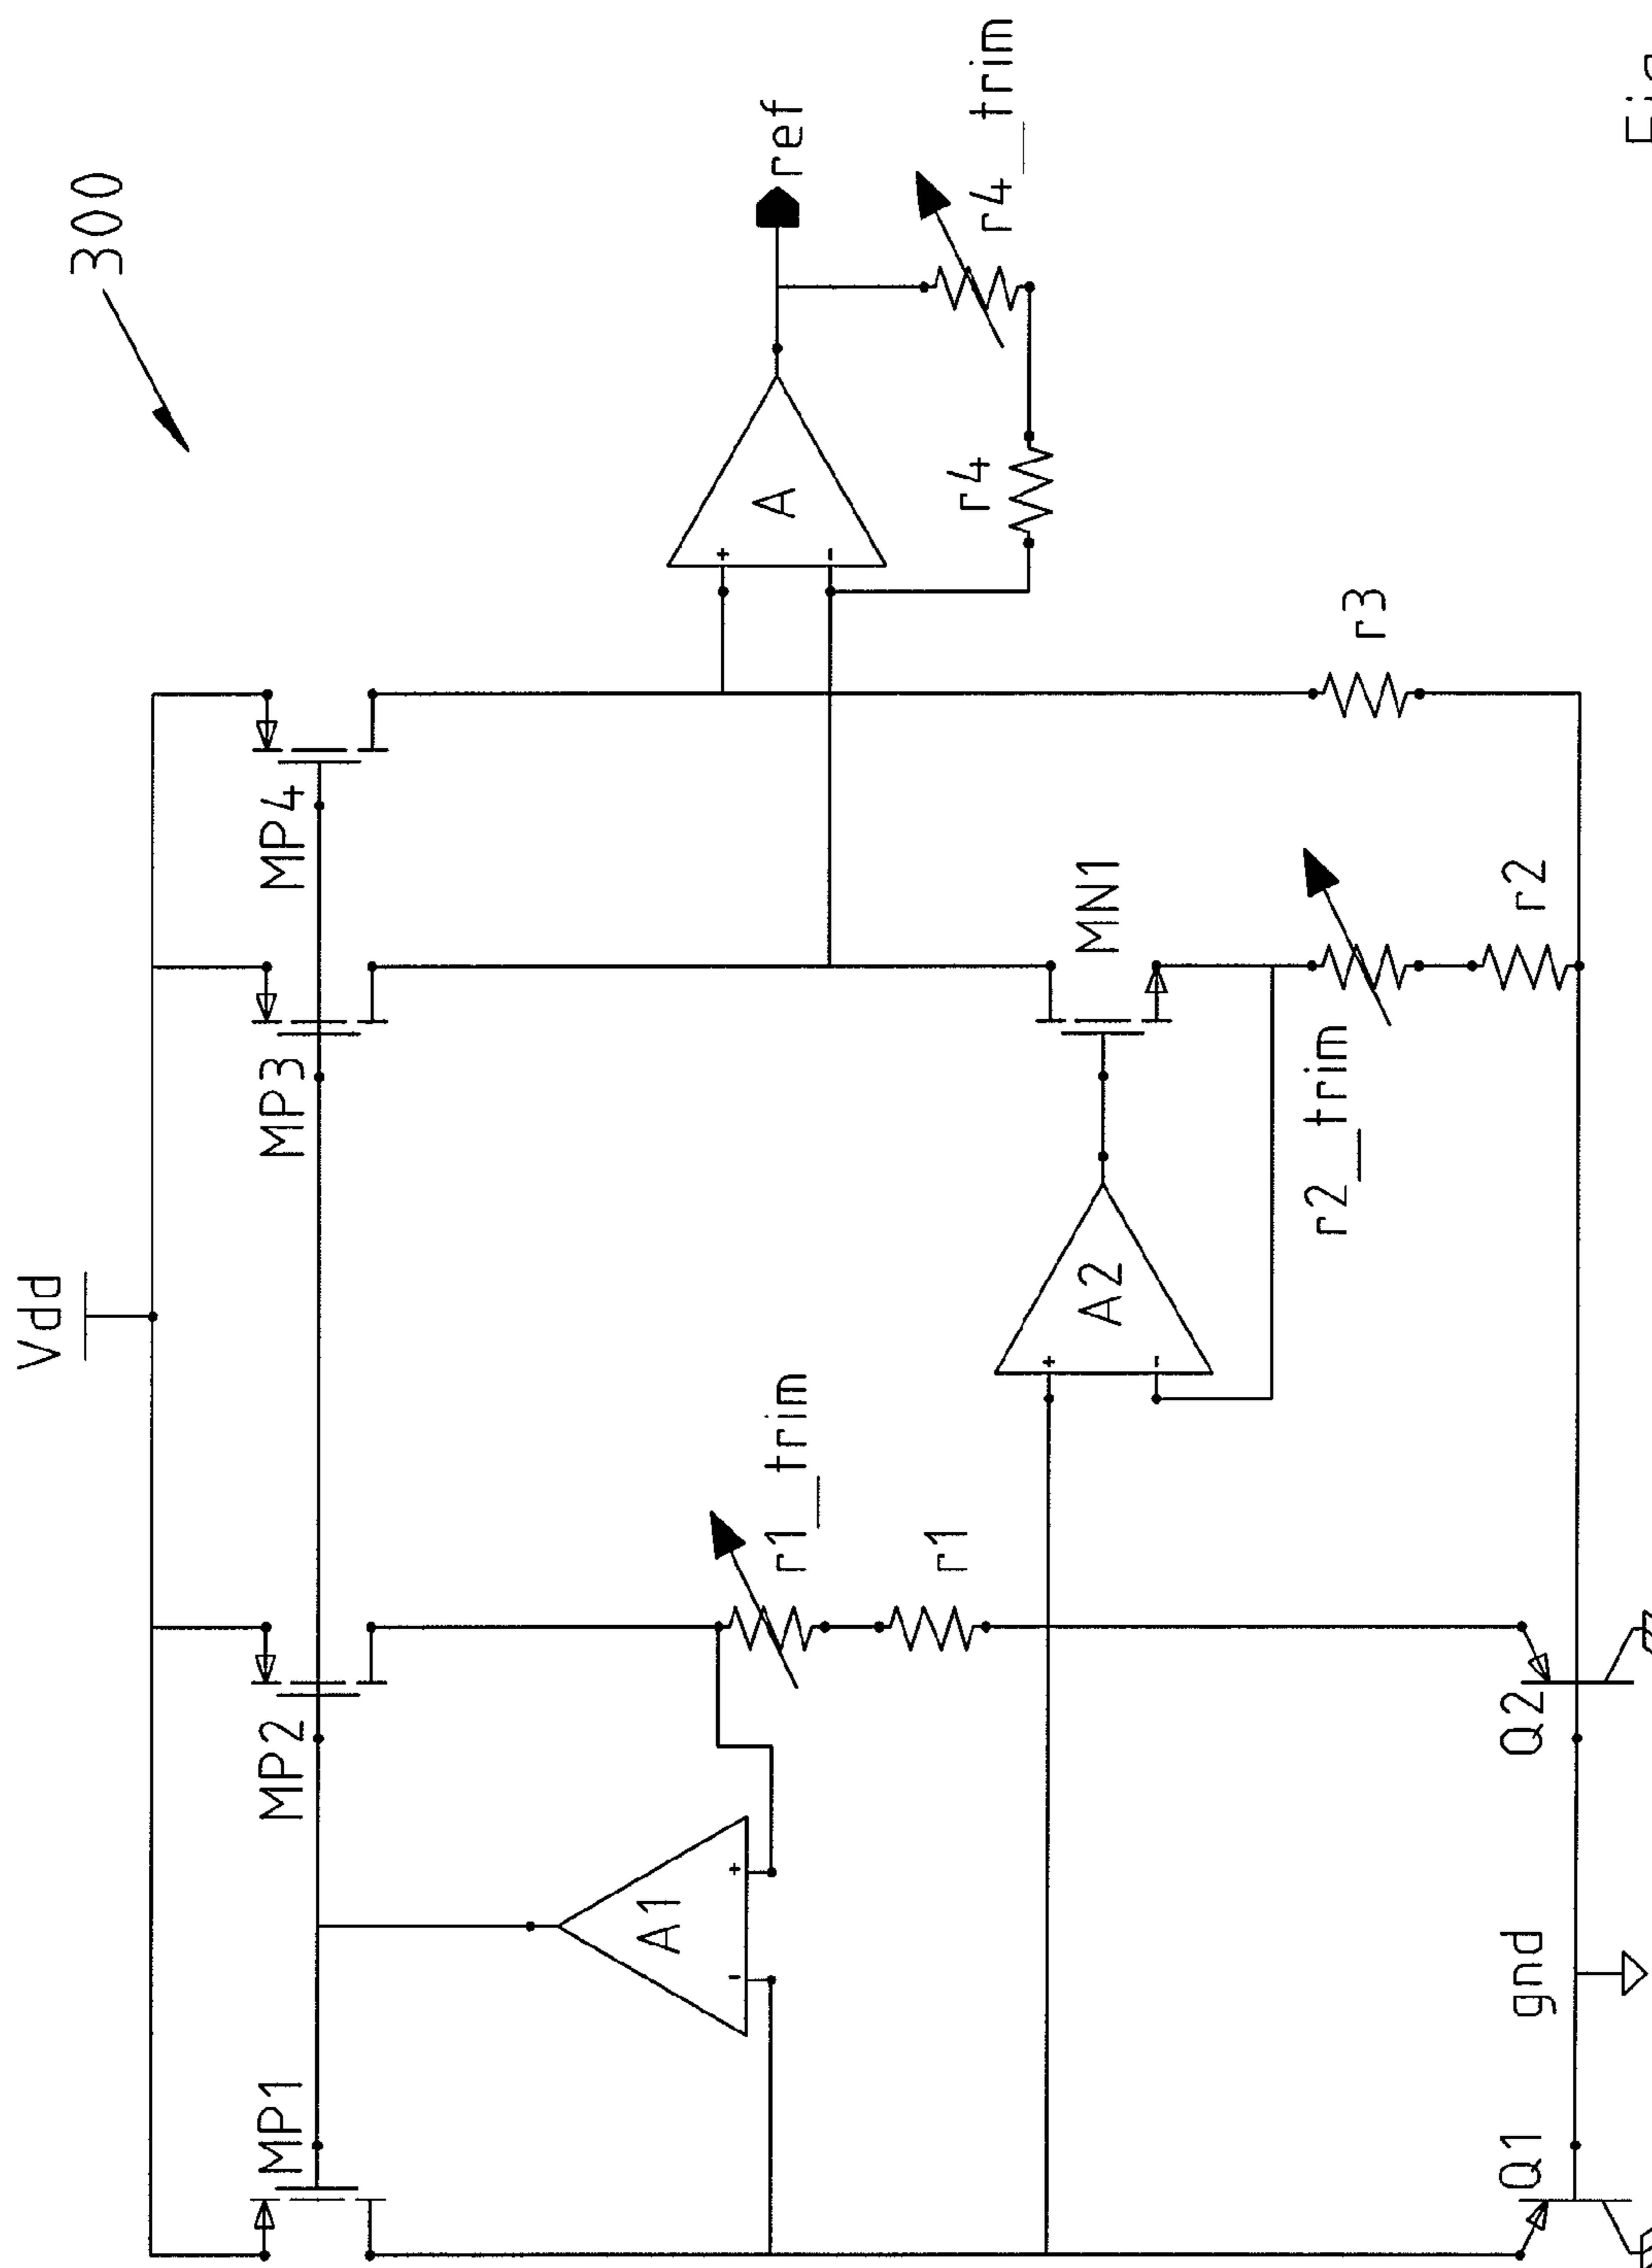 300
Vdd
MP1
MP2
MP3
MP4
A1
+
-
r1_trim
r1
A
+
-
ref
r4_trim
r4
A2
+
-
MN1
r2_trim
r2
r3
Q1
gnd
Q2